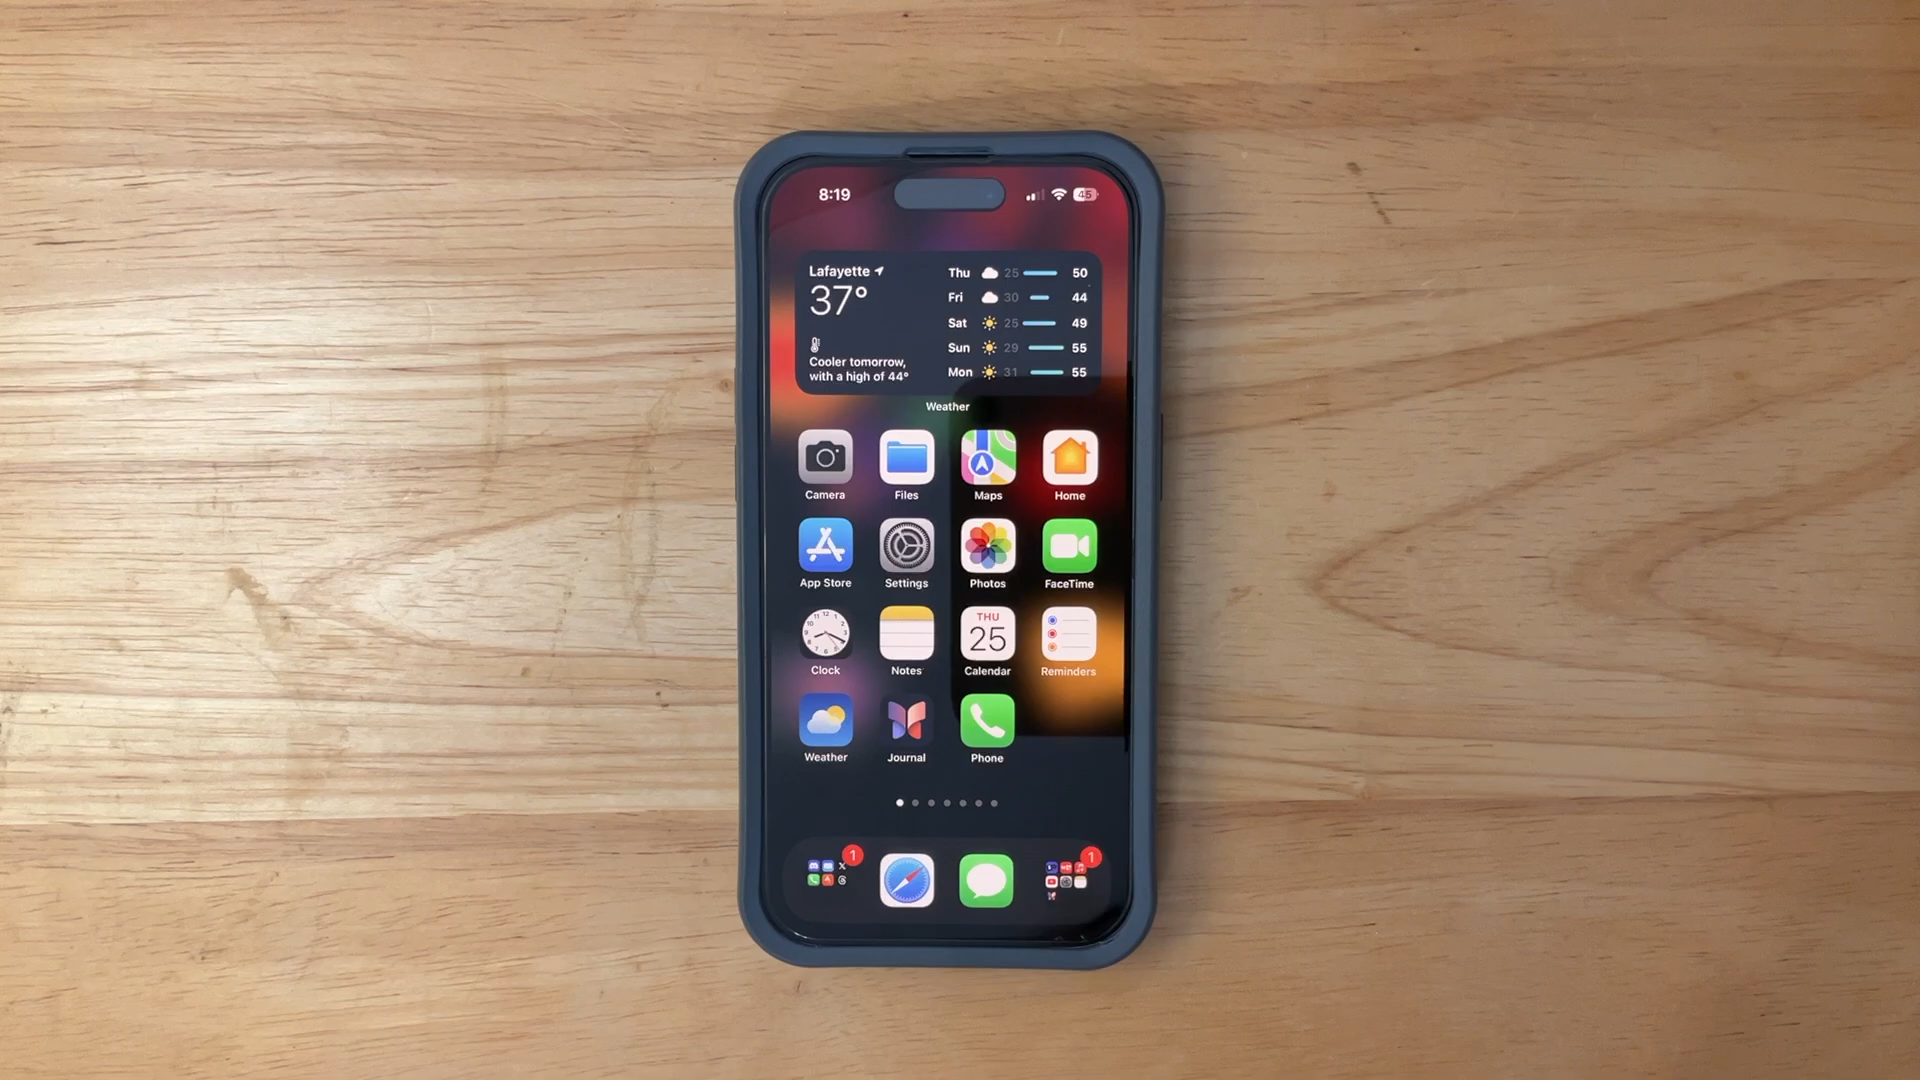 8:19
45
Lafayette
37°
Cooler tomorrow,
with a high of 44°
Thu 25 50
Fri 30 44
Sat 25 49
Sun 29 55
Mon 31 55
Weather
Camera Files Maps Home
App Store Settings Photos FaceTime
THU
25
Clock Notes Calendar Reminders
Weather Journal Phone
1 1